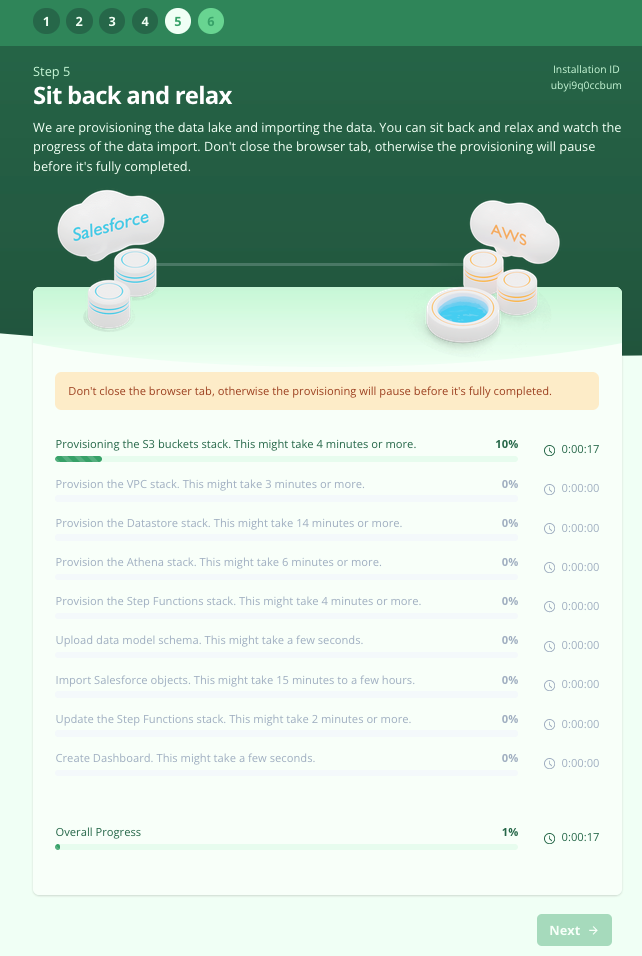 1 2 3 4 5 6
Step 5
Installation ID
Sit back and relax
ubyi9q0ccbum
We are provisioning the data lake and importing the data. You can sit back and relax and watch the
progress of the data import. Don't close the browser tab, otherwise the provisioning will pause
before it's fully completed.
Salesforce
AWS
Don't close the browser tab, otherwise the provisioning will pause before it's fully completed.
Provisioning the S3 buckets stack. This might take 4 minutes or more. 10% 0:00:17
Provision the VPC stack. This might take 3 minutes or more. 0% 0:00:00
Provision the Datastore stack. This might take 14 minutes or more. 0% 0:00:00
Provision the Athena stack. This might take 6 minutes or more. 0% 0:00:00
Provision the Step Functions stack. This might take 4 minutes or more. 0% 0:00:00
Upload data model schema. This might take a few seconds. 0% 0:00:00
Import Salesforce objects. This might take 15 minutes to a few hours. 0% 0:00:00
Update the Step Functions stack. This might take 2 minutes or more. 0% 0:00:00
Create Dashboard. This might take a few seconds. 0% 0:00:00
Overall Progress 1% 0:00:17
Next →